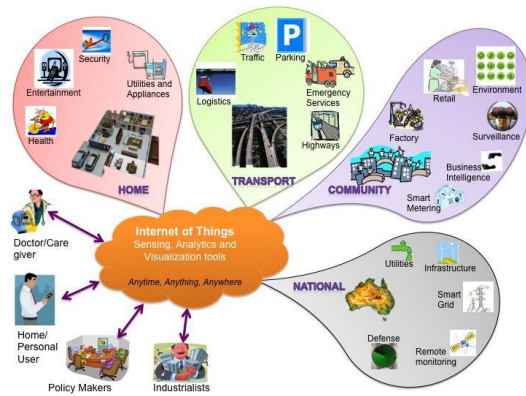 Security
Entertainment
Utilities and
Appliances
Health
HOME
Traffic
P
Parking
Logistics
Emergency
Services
Highways
TRANSPORT
Retail
Environment
Factory
Surveillance
COMMUNITY
Business
Intelligence
Smart
Metering
Internet of Things
Sensing, Analytics and
Visualization tools
Anytime, Anything, Anywhere
NATIONAL
Utilities
Infrastructure
Smart
Grid
Defense
Remote
monitoring
Doctor/Care
giver
Home/
Personal
User
Policy Makers
Industrialists